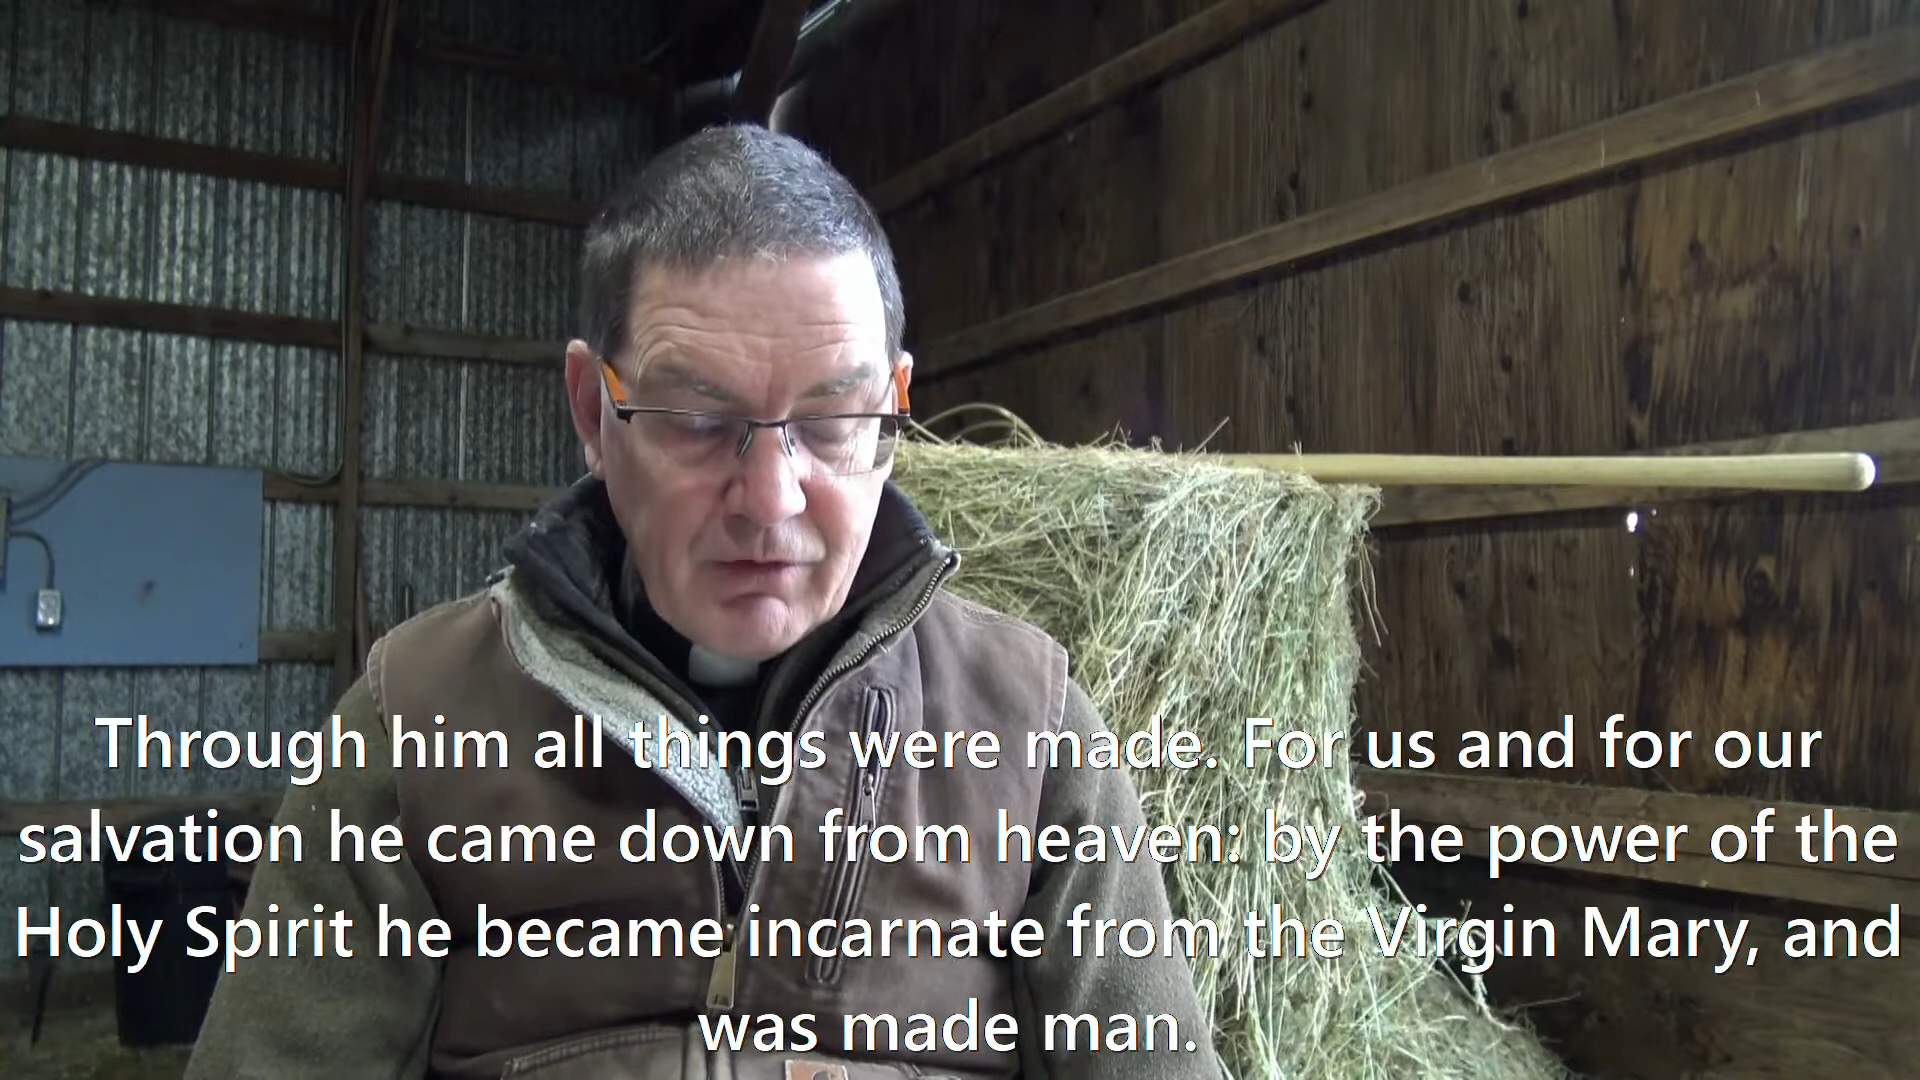 Through him all things were made. For us and for our
salvation he came down from heaven: by the power of the
Holy Spirit he became incarnate from the Virgin Mary, and
was made man.